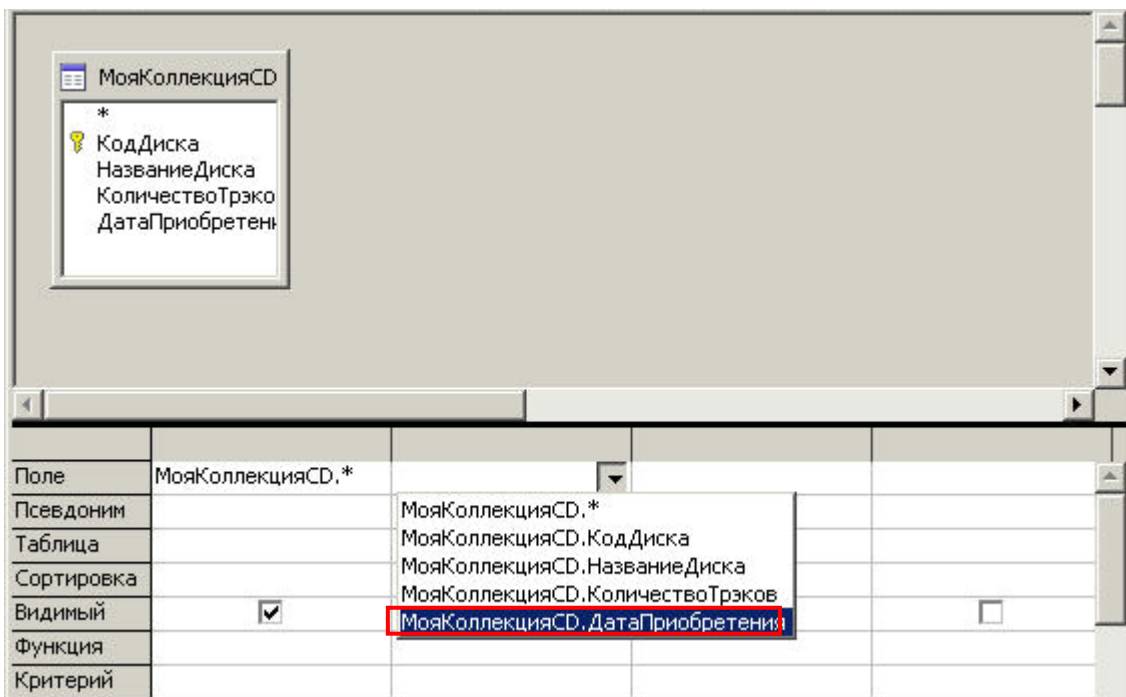 МояКоллекцияCD
*
КодДиска
НазваниеДиска
КоличествоТрэко
ДатаПриобретен
Поле МояКоллекцияCD.*
Псевдоним
Таблица
Сортировка
Видимый
Функция
Критерий
МояКоллекцияCD.*
МояКоллекцияCD.КодДиска
МояКоллекцияCD.НазваниеДиска
МояКоллекцияCD.КоличествоТрэков
МояКоллекцияCD.ДатаПриобретения